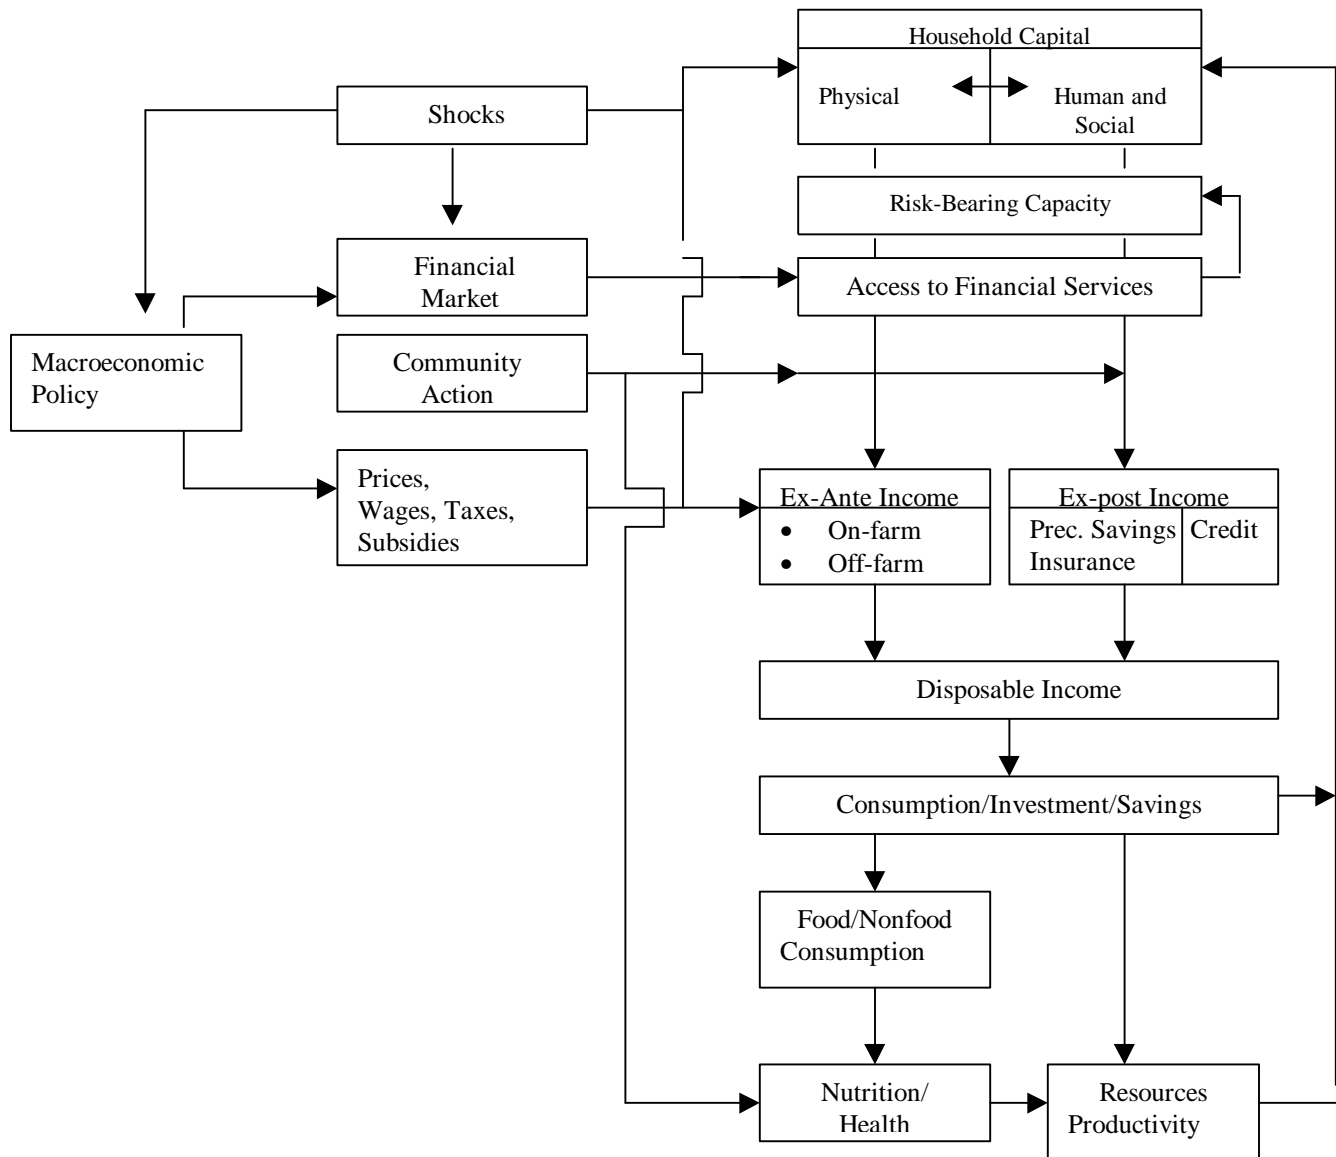 Household Capital
Physical
Human and
Social
Shocks
Risk-Bearing Capacity
Financial
Market
Access to Financial Services
Macroeconomic
Policy
Community
Action
Prices,
Wages, Taxes,
Subsidies
Ex-Ante Income
• On-farm
• Off-farm
Ex-post Income
Prec. Savings
Insurance
Credit
Disposable Income
Consumption/Investment/Savings
Food/Nonfood
Consumption
Nutrition/
Health
Resources
Productivity